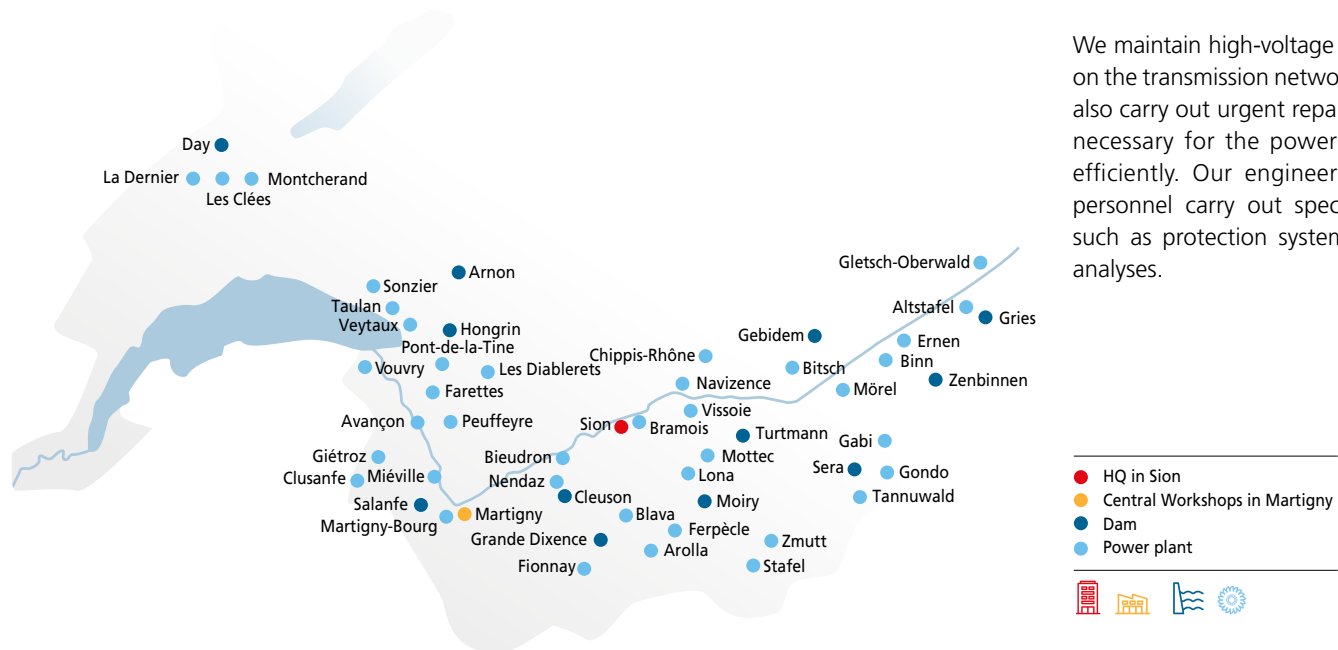 We maintain high-voltage
on the transmission netwo
also carry out urgent repa
necessary for the power
efficiently. Our engineer
personnel carry out spec
such as protection system
analyses.
Day
La Dernier
Montcherand
Les Clées
Gletsch-Oberwald
Arnon
Sonzier
Taulan
Altstafel
Gries
Veytaux
Hongrin
Gebidem
Ernen
Pont-de-la-Tine
Chippis-Rhône
Binn
Vouvry
Les Diablerets
Bitsch
Zenbinnen
Navizence
Mörel
Farettes
Vissoie
Avançon
Peuffeyre
Sion
Bramois
Turtmann
Gabi
Giétroz
Bieudron
Mottec
Sera
Gondo
Clusanfe
Miéville
Nendaz
Lona
Cleuson
Tannuwald
Salanfe
Moiry
Martigny
Blava
Martigny-Bourg
Ferpècle
Grande Dixence
Zmutt
Arolla
Fionnay
Stafel
HQ in Sion
Central Workshops in Martigny
Dam
Power plant